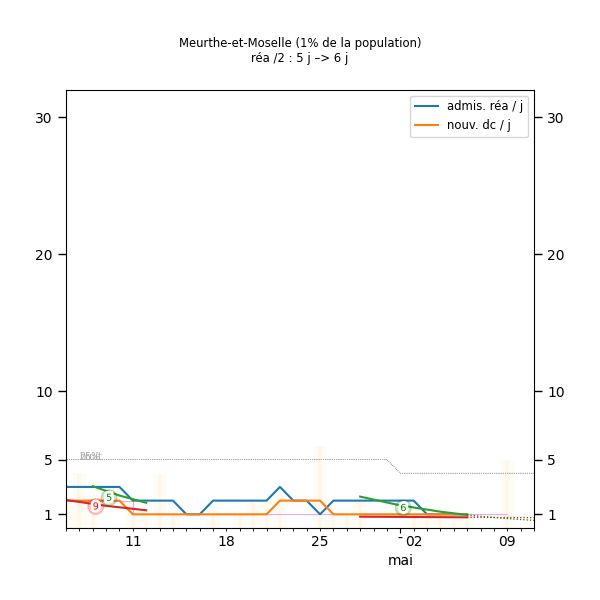 Meurthe-et-Moselle (1% de la population)
réa /2 : 5 j –> 6 j
admis. réa / j
nouv. dc / j
30 30
20 20
10 10
5 5
1 1
5
9
6
11 18 25 02 09
mai